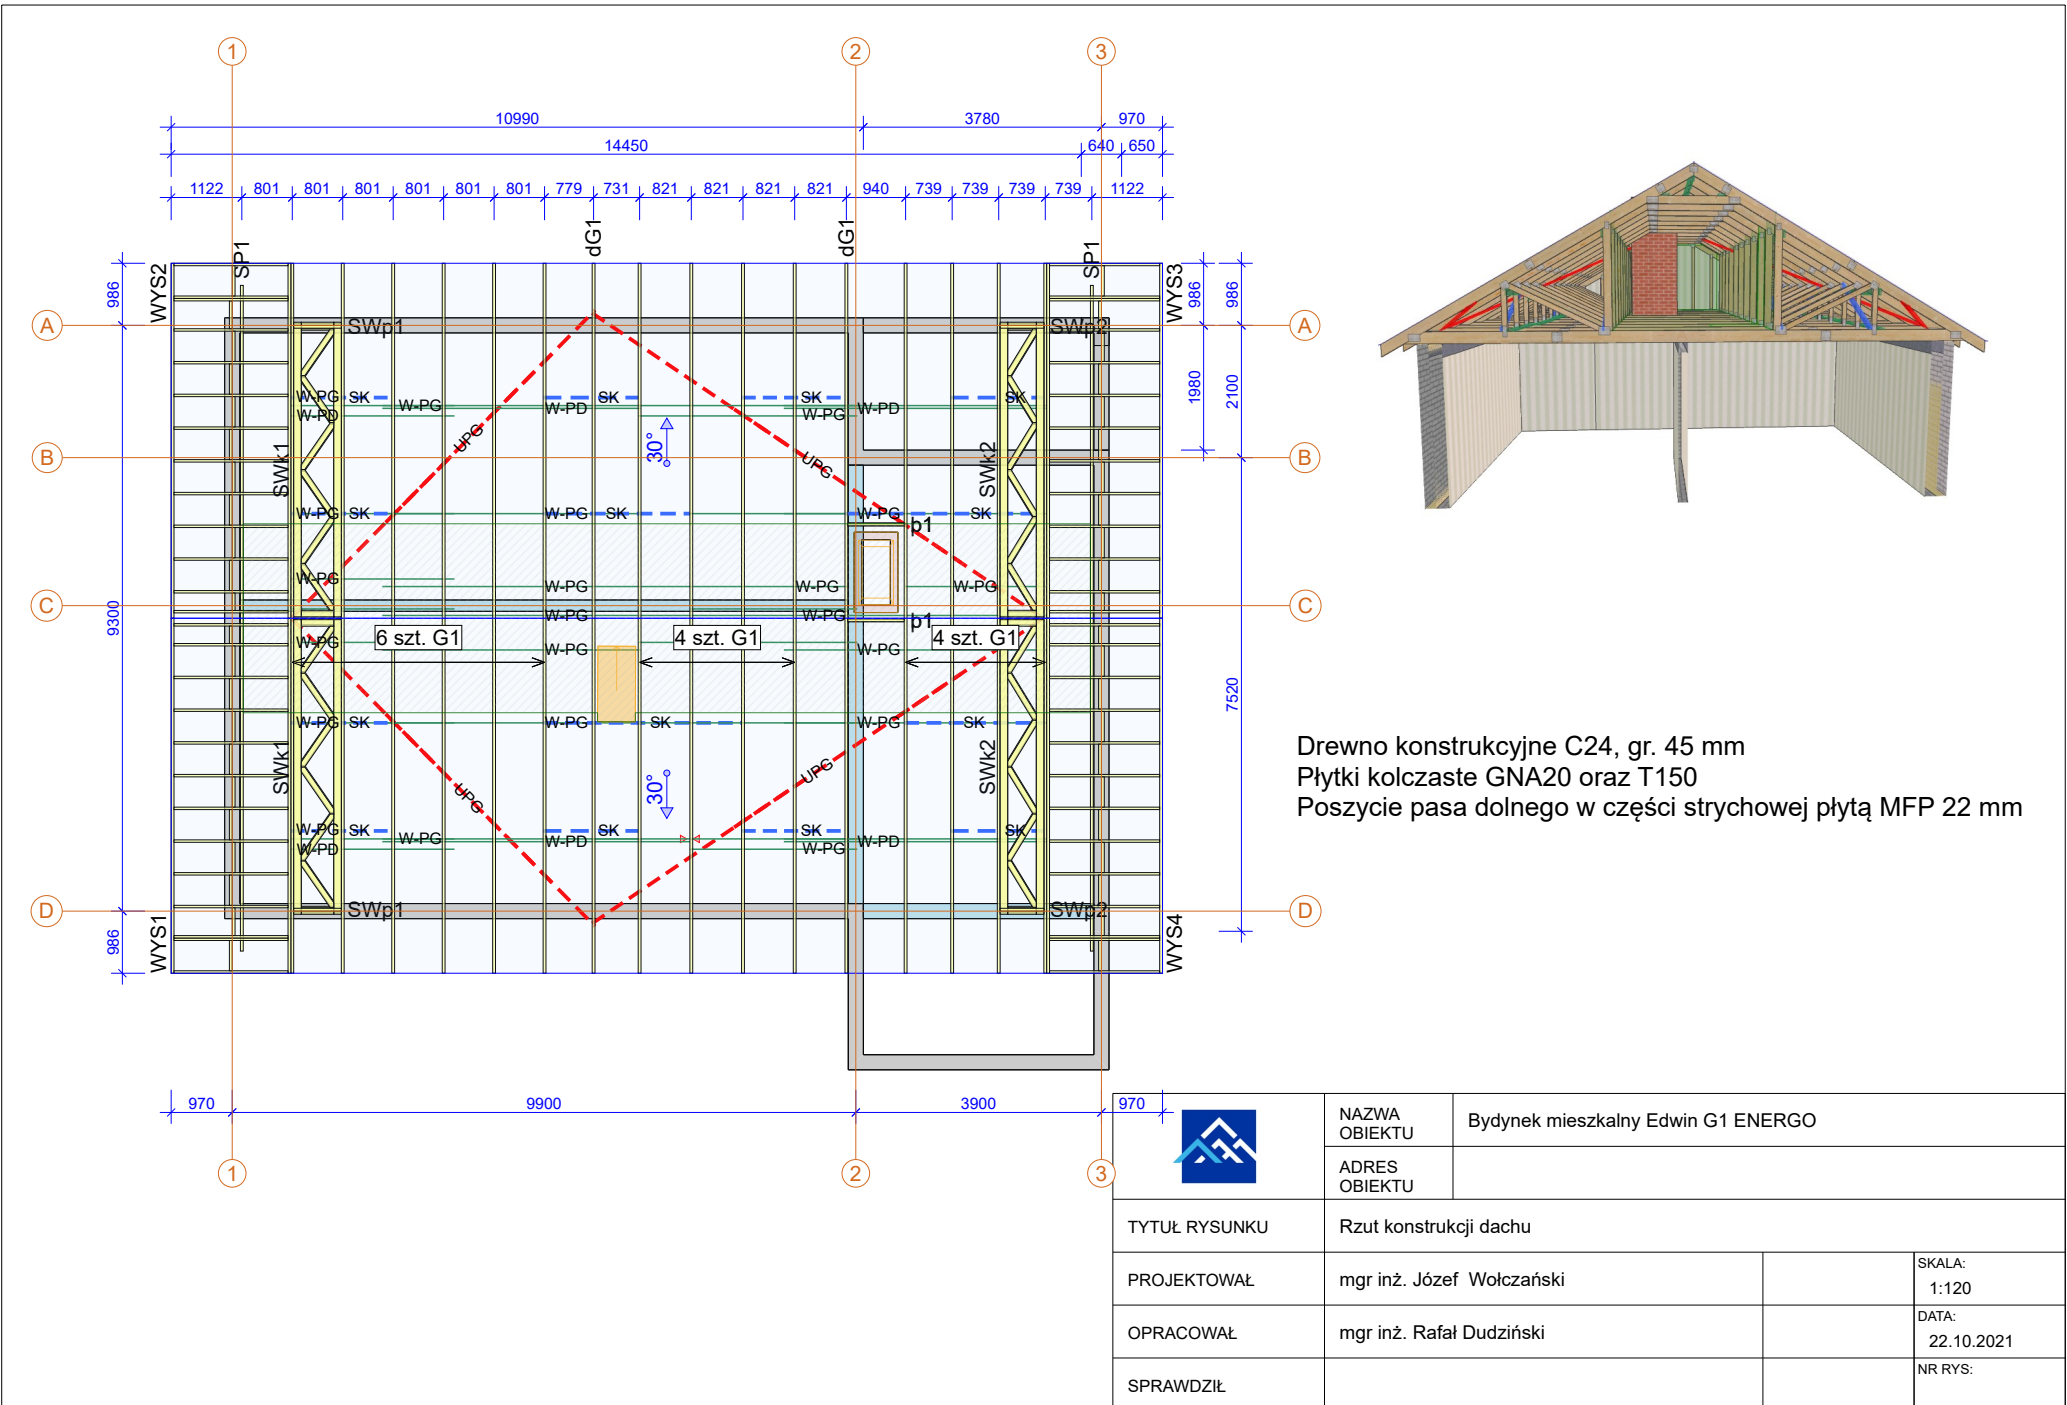 1 2 3
10990 3780 970
14450 640 650
1122 801 801 801 801 801 801 779 731 821 821 821 821 940 739 739 739 739 1122
SP1 dG1 dG1 SP1
WYS2 WYS3
986 986 986
A SWp1 SWp2 A
1980 2100
W-PG SK SK SK SK
W-PD W-PG W-PD W-PG W-PD
UPG 30° UPG
B B
SWk1 SWk2
W-PG SK W-PG SK W-PG SK
p1
W-PG W-PG W-PG W-PG
C C
9300
W-PG W-PG p1
W-PG 6 szt. G1 W-PG 4 szt. G1 W-PG 4 szt. G1
7520
W-PG SK W-PG SK W-PG SK
SWk1 SWk2
UPG 30° UPG
W-PG SK SK SK SK
W-PD W-PG W-PD W-PG W-PD
D SWp1 SWp2 D
986
WYS1 WYS4
970 9900 3900 970
1 2 3
Drewno konstrukcyjne C24, gr. 45 mm
Płytki kolczaste GNA20 oraz T150
Poszycie pasa dolnego w części strychowej płytą MFP 22 mm
NAZWA
OBIEKTU
Bydynek mieszkalny Edwin G1 ENERGO
ADRES
OBIEKTU
TYTUŁ RYSUNKU
Rzut konstrukcji dachu
PROJEKTOWAŁ
mgr inż. Józef Wołczański
SKALA:
1:120
OPRACOWAŁ
mgr inż. Rafał Dudziński
DATA:
22.10.2021
SPRAWDZIŁ
NR RYS: